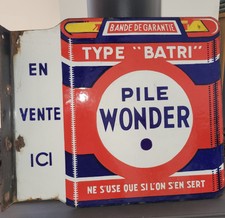 BANDE DE GARANTIE
TYPE "BATRI"
EN
VENTE
ICI
PILE
WONDER
NE S'USE QUE SI L'ON S'EN SERT